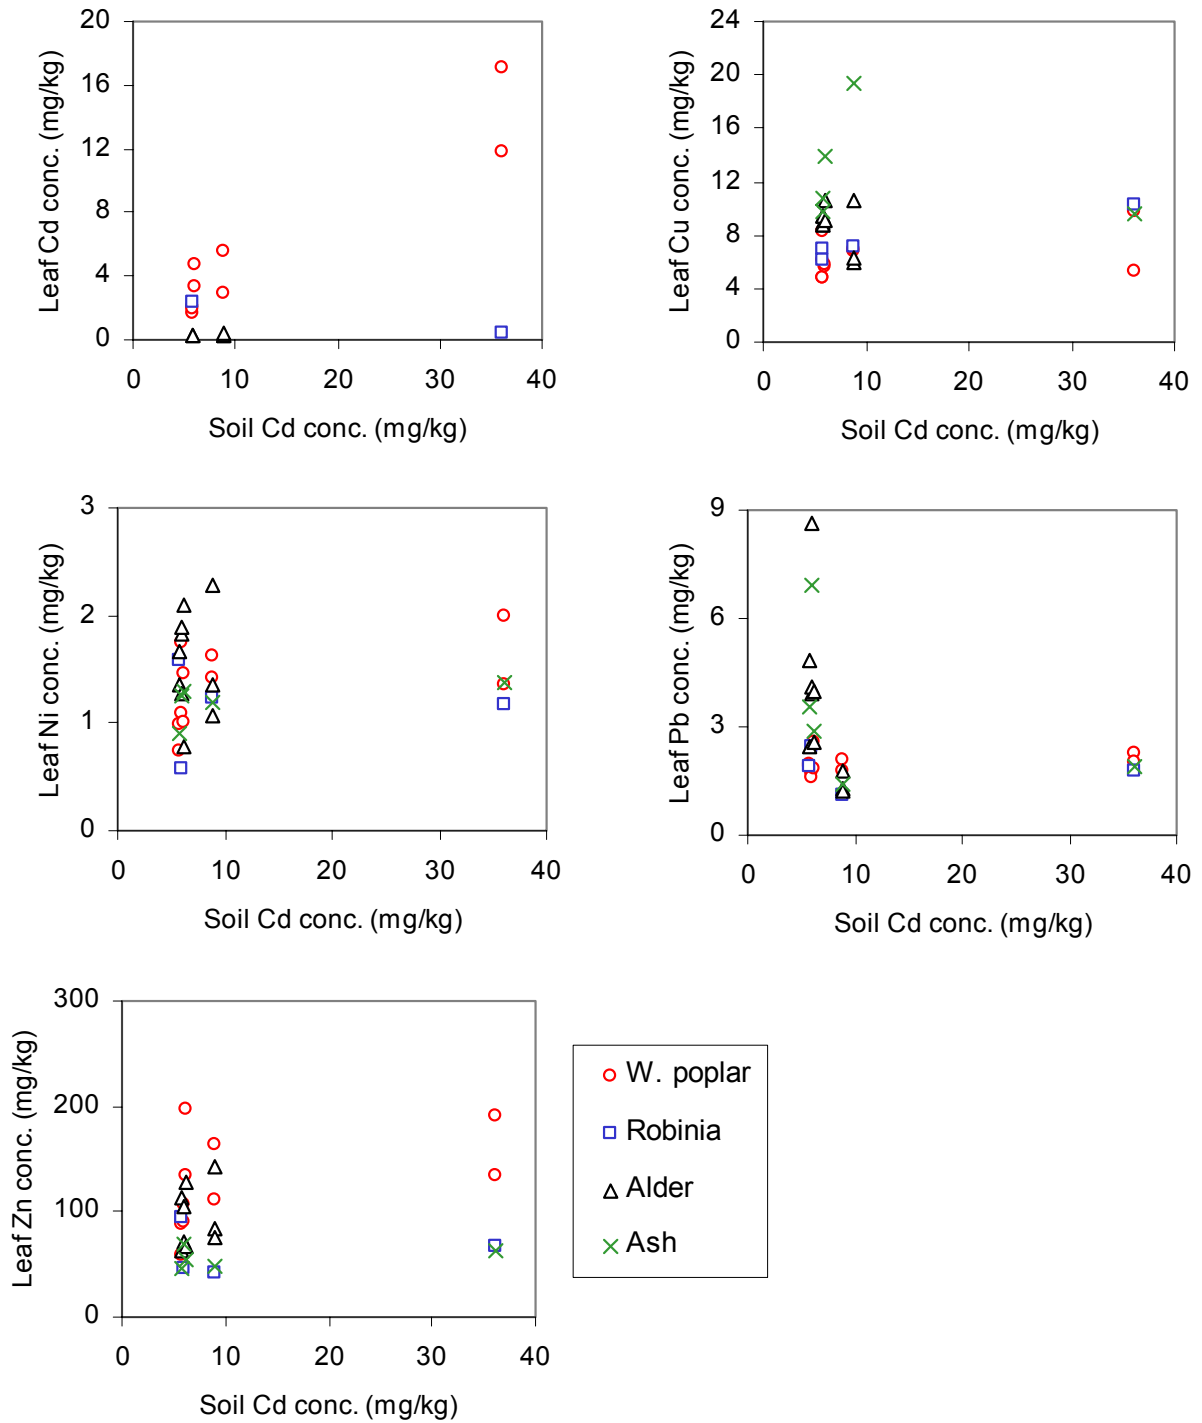 20
16
12
8
4
0
Leaf Cd conc. (mg/kg)
0 10 20 30 40
Soil Cd conc. (mg/kg)
24
20
16
12
8
4
0
Leaf Cu conc. (mg/kg)
0 10 20 30 40
Soil Cd conc. (mg/kg)
3
2
1
0
Leaf Ni conc. (mg/kg)
0 10 20 30 40
Soil Cd conc. (mg/kg)
9
6
3
0
Leaf Pb conc. (mg/kg)
0 10 20 30 40
Soil Cd conc. (mg/kg)
300
200
100
0
Leaf Zn conc. (mg/kg)
0 10 20 30 40
Soil Cd conc. (mg/kg)
W. poplar
Robinia
Alder
Ash